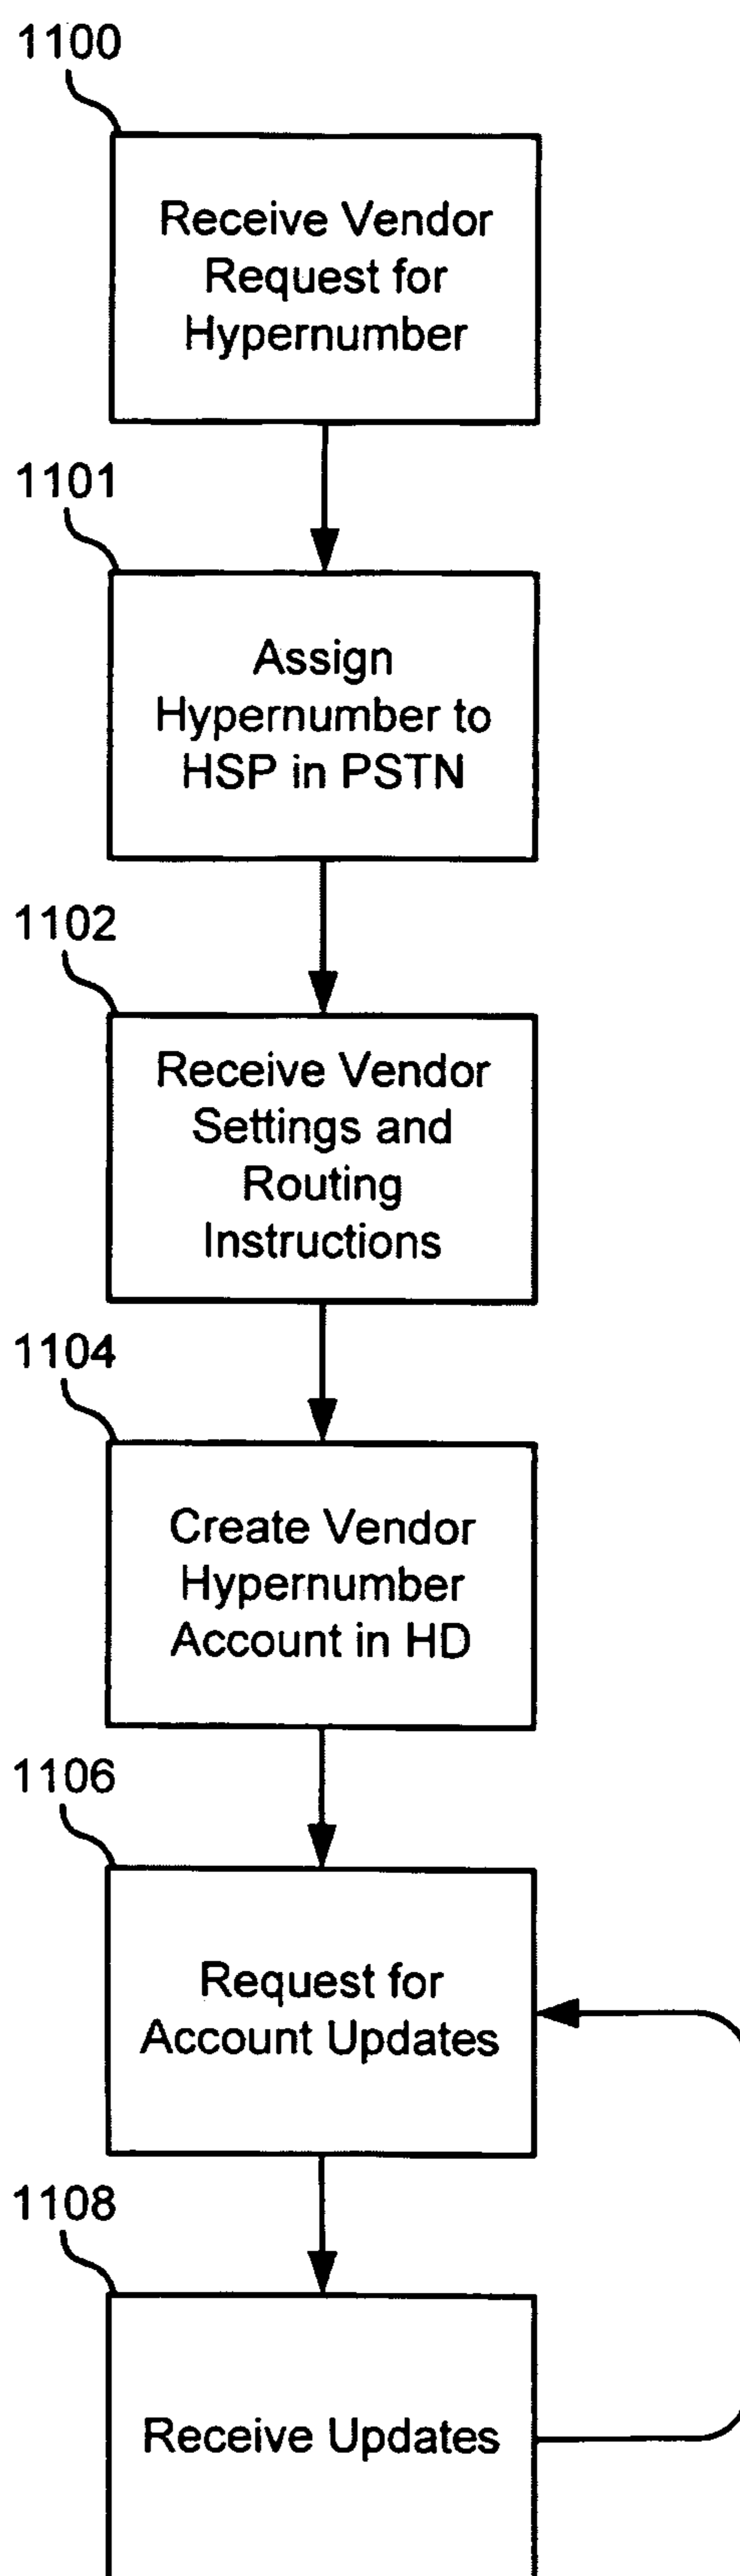 1100
Receive Vendor
Request for
Hypernumber
1101
Assign
Hypernumber to
HSP in PSTN
1102
Receive Vendor
Settings and
Routing
Instructions
1104
Create Vendor
Hypernumber
Account in HD
1106
Request for
Account Updates
1108
Receive Updates